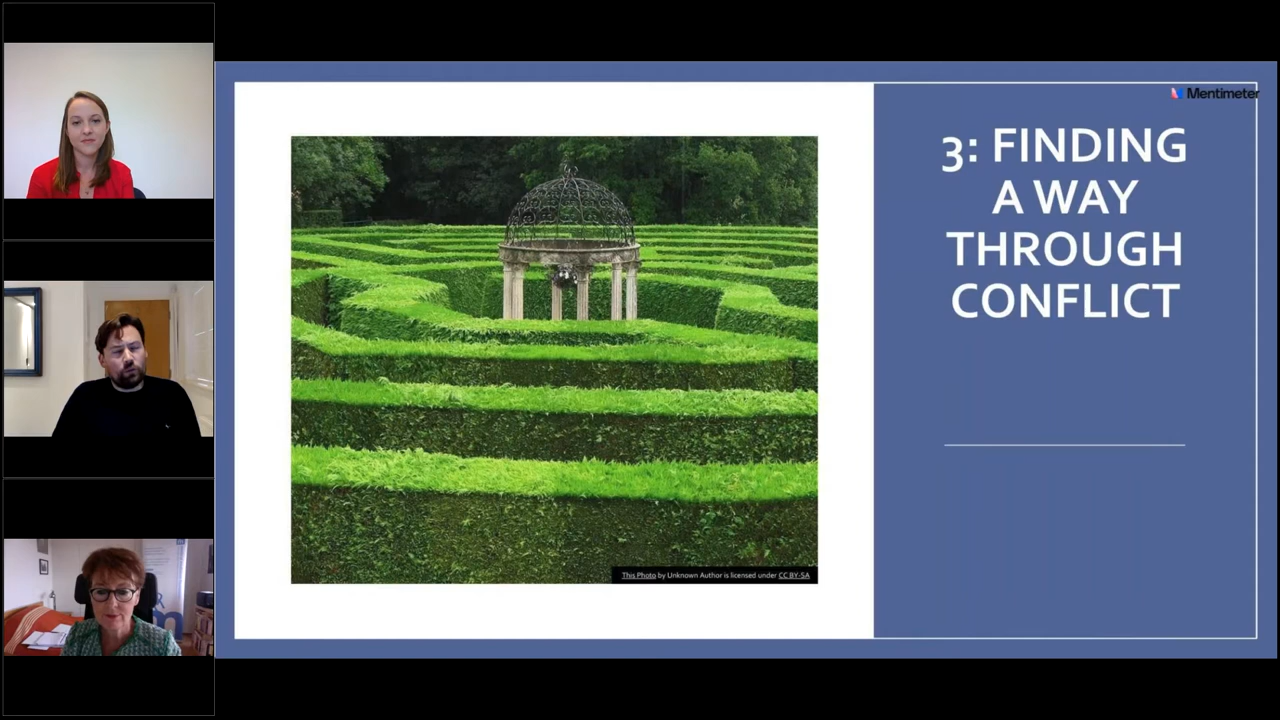 Mentimeter
3: FINDING
A WAY
THROUGH
CONFLICT
This Photo by Unknown Author is licensed under CC BY-SA